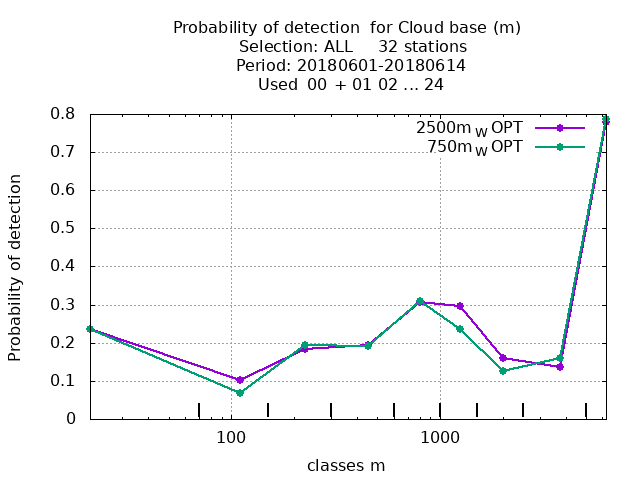 Probability of detection  for Cloud base (m)
Selection: ALL     32 stations
Period: 20180601-20180614
Used  00  + 01 02 ... 24
2500m W OPT
750m W OPT
0.8
0.7
0.6
0.5
0.4
0.3
0.2
0.1
0
Probability of detection
100
1000
classes m